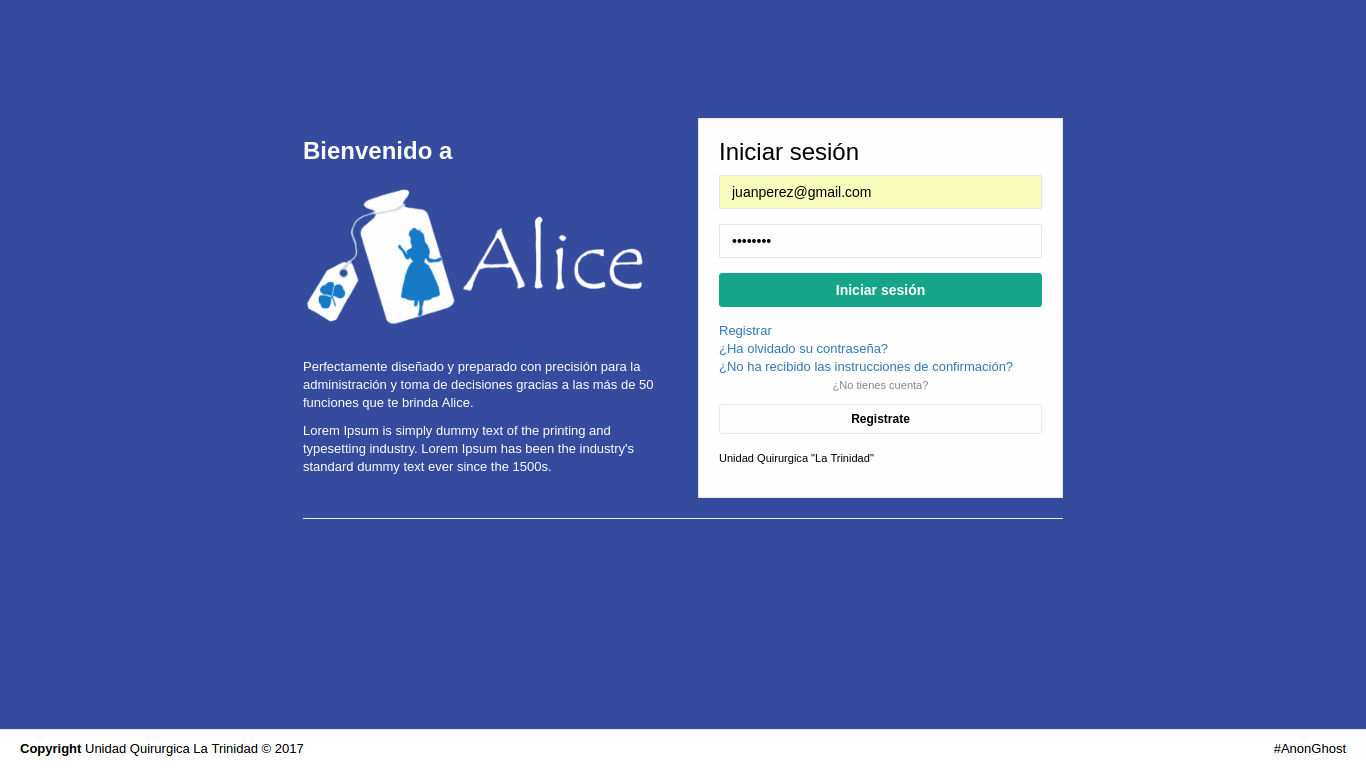 Bienvenido a
Alice
Perfectamente diseñado y preparado con precisión para la
administración y toma de decisiones gracias a las más de 50
funciones que te brinda Alice.
Lorem Ipsum is simply dummy text of the printing and
typesetting industry. Lorem Ipsum has been the industry's
standard dummy text ever since the 1500s.
Iniciar sesión
juanperez@gmail.com
••••••••
Iniciar sesión
Registrar
¿Ha olvidado su contraseña?
¿No ha recibido las instrucciones de confirmación?
¿No tienes cuenta?
Registrate
Unidad Quirurgica "La Trinidad"
Copyright Unidad Quirurgica La Trinidad © 2017
#AnonGhost